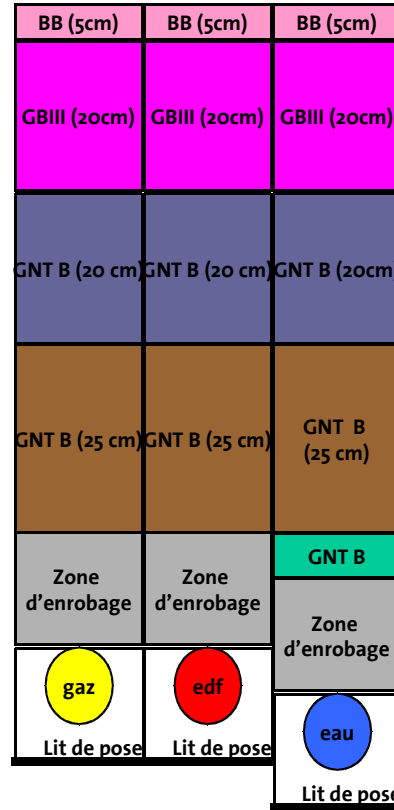 BB (5cm) BB (5cm) BB (5cm)
GBIII (20cm) GBIII (20cm) GBIII (20cm)
GNT B (20 cm) GNT B (20 cm) GNT B (20cm)
GNT B (25 cm) GNT B (25 cm) GNT B
(25 cm)
GNT B
Zone
d'enrobage
Zone
d'enrobage
Zone
d'enrobage
gaz
edf
eau
Lit de pose
Lit de pose
Lit de pose